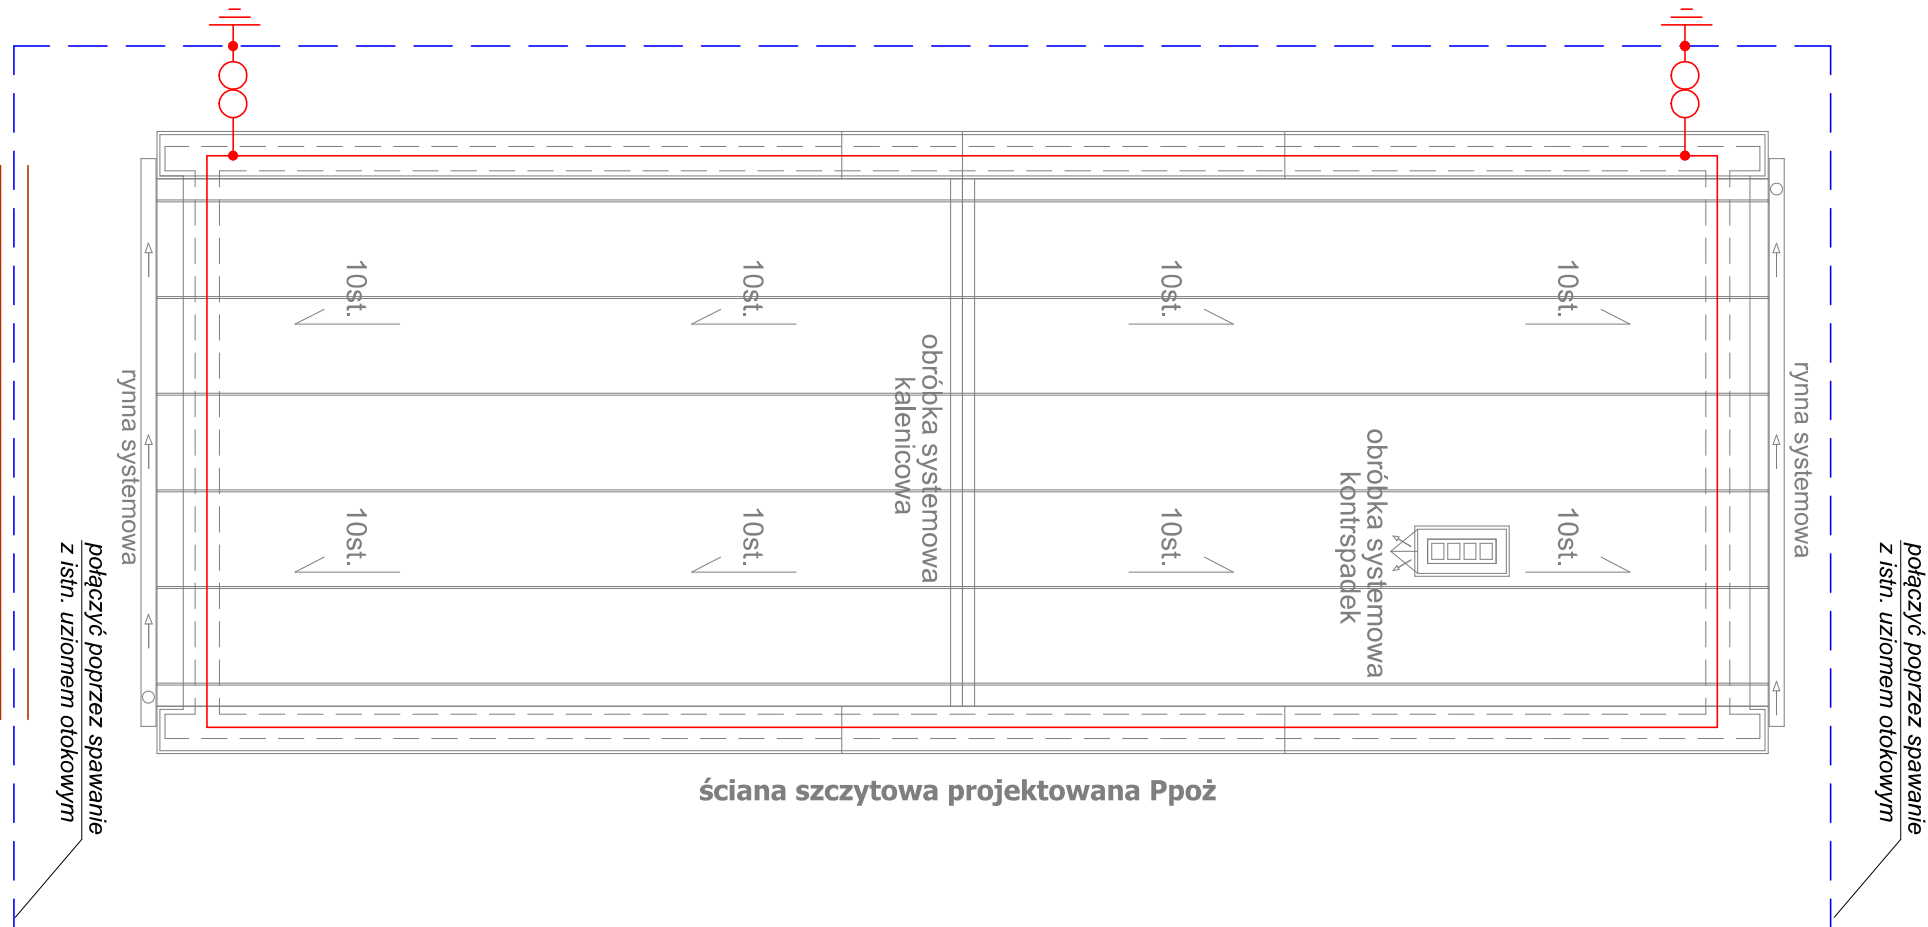 10st.
10st.
10st.
10st.
obróbka systemowa
kalenicowa
rynna systemowa
rynna systemowa
obróbka systemowa
kontrspadek
10st.
10st.
10st.
10st.
połączyć poprzez spawanie
z istn. uziomem otokowym
połączyć poprzez spawanie
z istn. uziomem otokowym
ściana szczytowa projektowana Ppoż